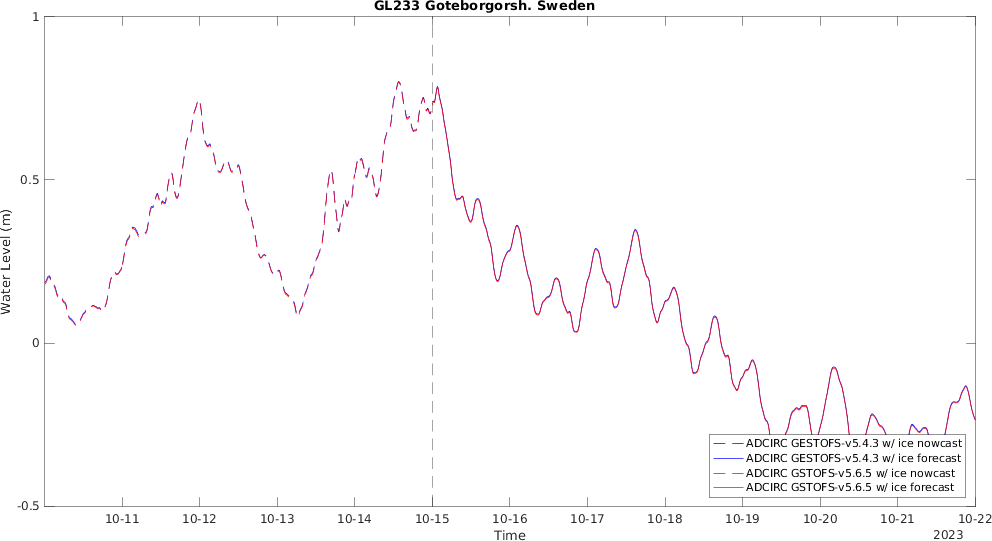 GL233 Goteborgorsh. Sweden
1
0.5
0
-0.5
Water Level (m)
ADCIRC GESTOFS-v5.4.3 w/ ice nowcast
ADCIRC GESTOFS-v5.4.3 w/ ice forecast
ADCIRC GSTOFS-v5.6.5 w/ ice nowcast
ADCIRC GSTOFS-v5.6.5 w/ ice forecast
10-11 10-12 10-13 10-14 10-15 10-16 10-17 10-18 10-19 10-20 10-21 10-22
Time
2023